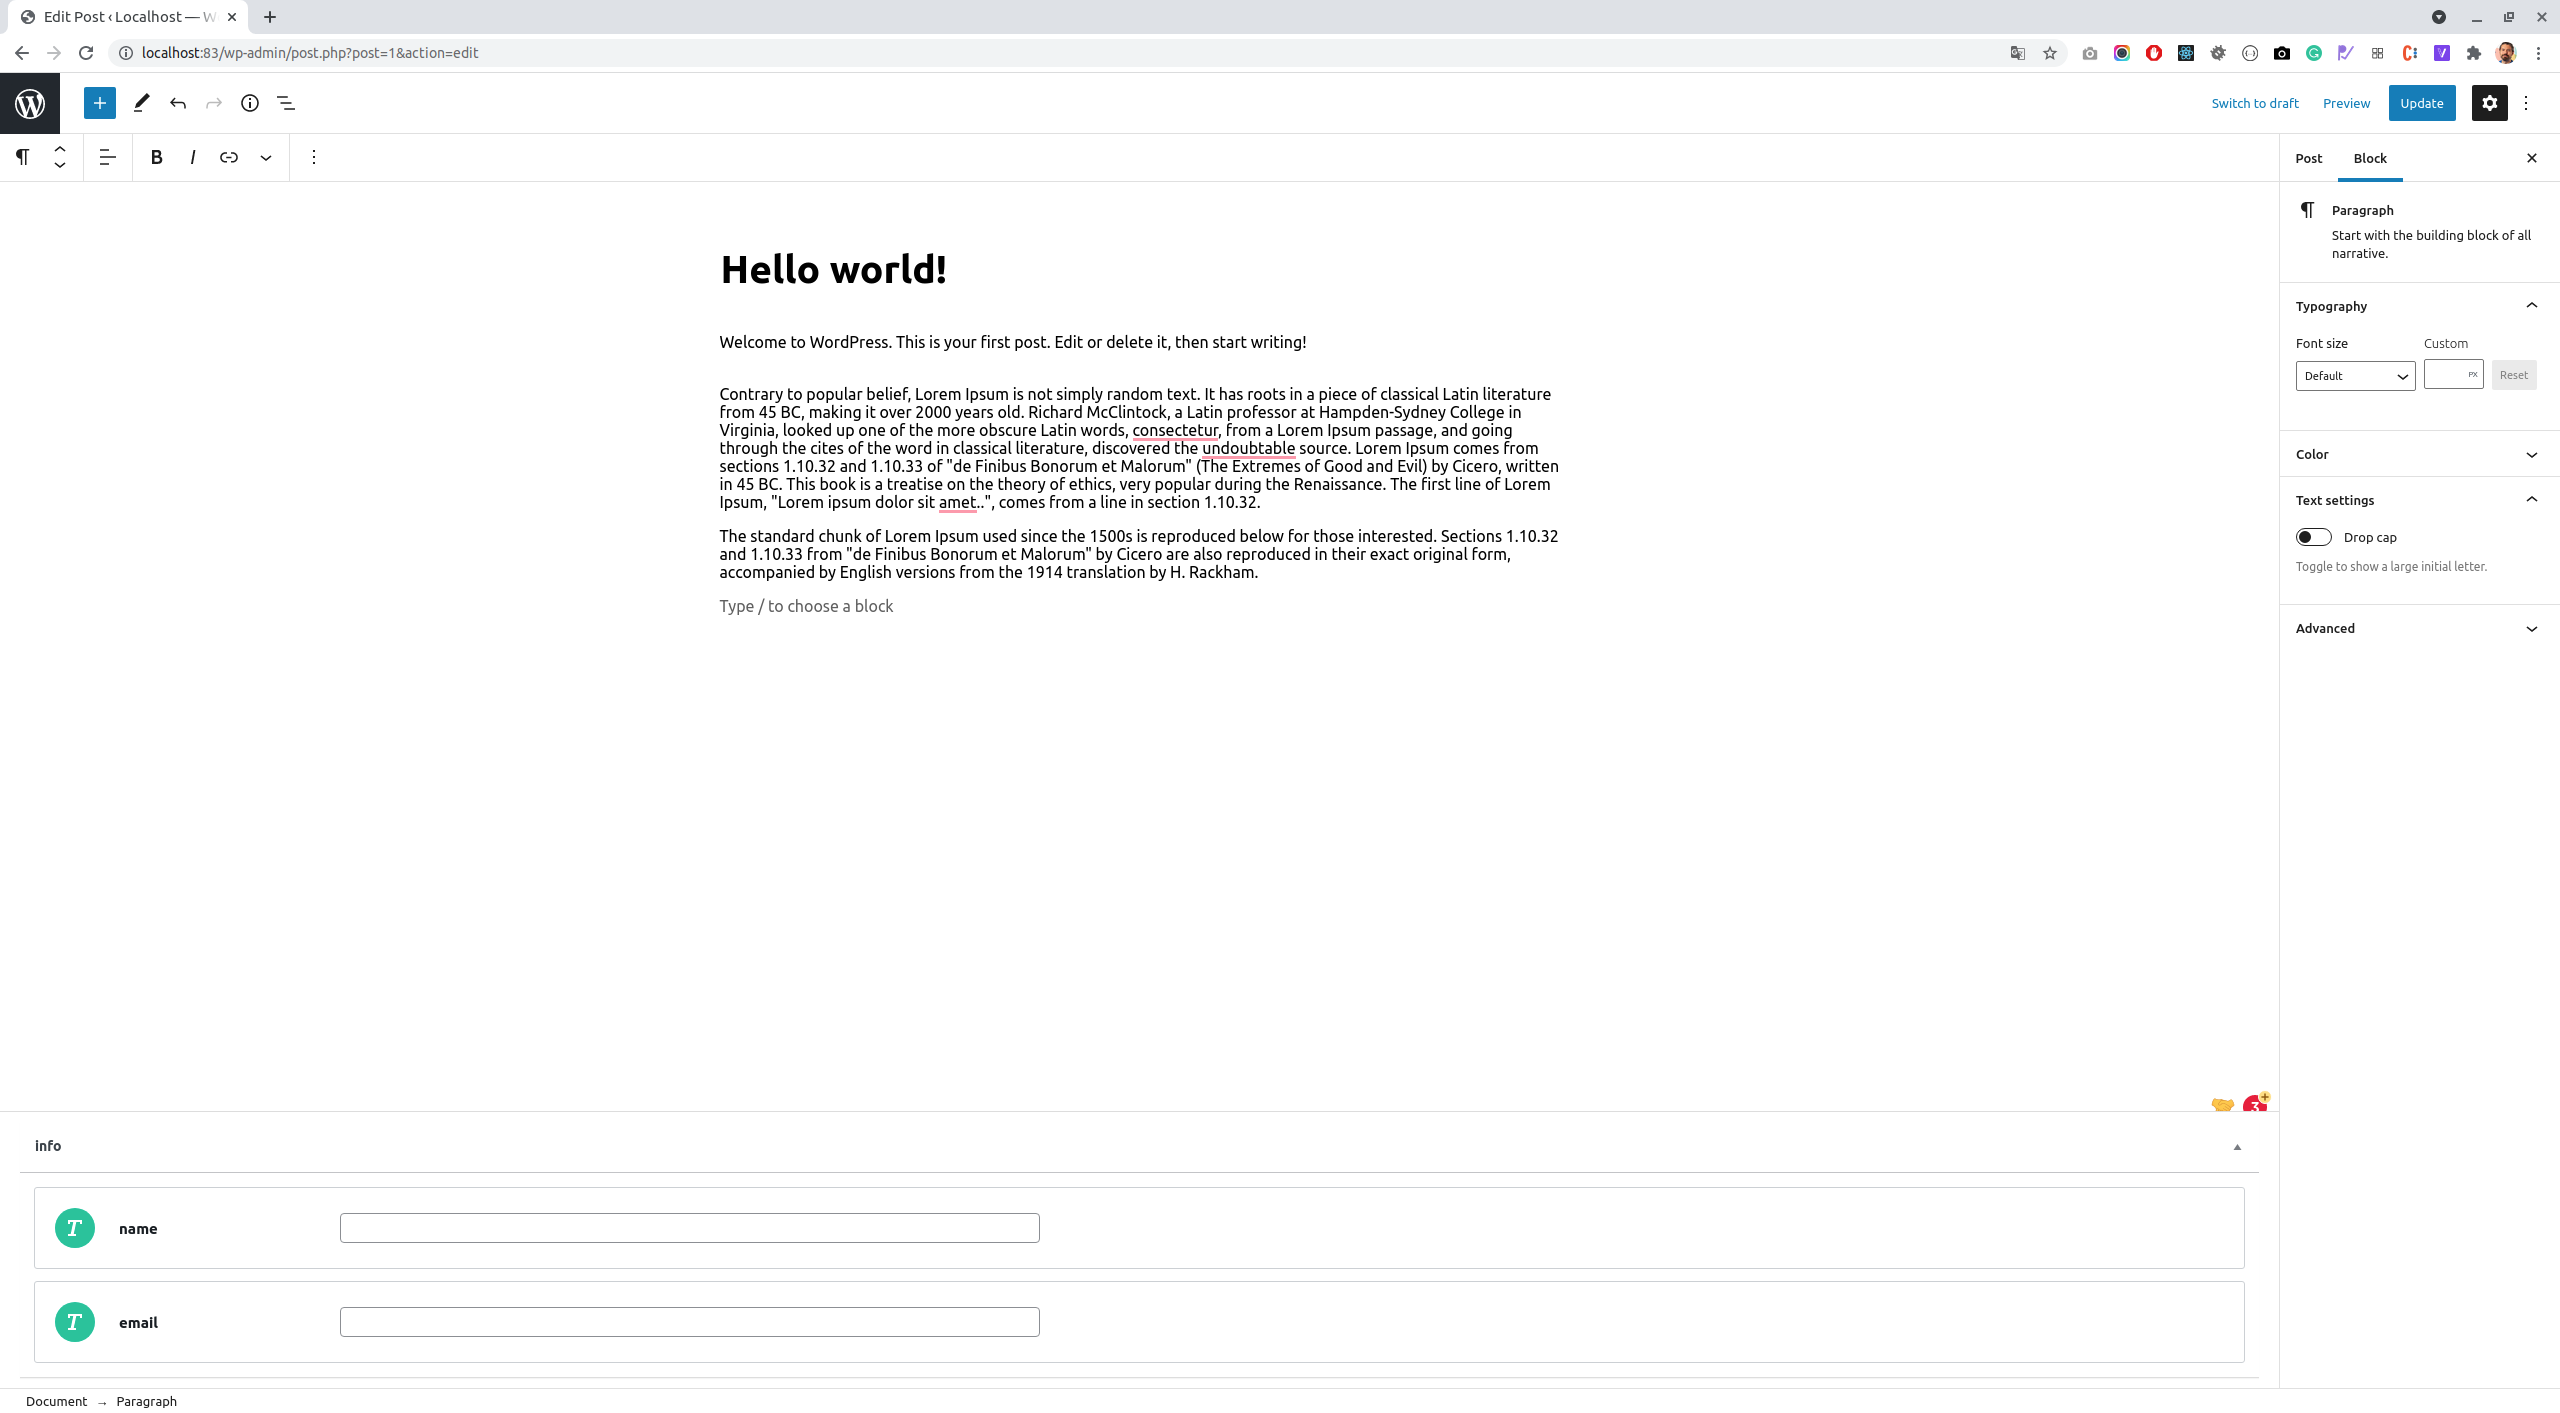 Edit Post ‹ Localhost — W
localhost:83/wp-admin/post.php?post=1&action=edit
Switch to draft
Preview
Update
B
I
Post
Block
Paragraph
Start with the building block of all
narrative.
Hello world!
Typography
Welcome to WordPress. This is your first post. Edit or delete it, then start writing!
Font size
Custom
Default
PX
Reset
Contrary to popular belief, Lorem Ipsum is not simply random text. It has roots in a piece of classical Latin literature
from 45 BC, making it over 2000 years old. Richard McClintock, a Latin professor at Hampden-Sydney College in
Virginia, looked up one of the more obscure Latin words, consectetur, from a Lorem Ipsum passage, and going
through the cites of the word in classical literature, discovered the undoubtable source. Lorem Ipsum comes from
sections 1.10.32 and 1.10.33 of "de Finibus Bonorum et Malorum" (The Extremes of Good and Evil) by Cicero, written
in 45 BC. This book is a treatise on the theory of ethics, very popular during the Renaissance. The first line of Lorem
Ipsum, "Lorem ipsum dolor sit amet..", comes from a line in section 1.10.32.
The standard chunk of Lorem Ipsum used since the 1500s is reproduced below for those interested. Sections 1.10.32
and 1.10.33 from "de Finibus Bonorum et Malorum" by Cicero are also reproduced in their exact original form,
accompanied by English versions from the 1914 translation by H. Rackham.
Type / to choose a block
Color
Text settings
Drop cap
Toggle to show a large initial letter.
Advanced
3
info
T
name
T
email
Document → Paragraph